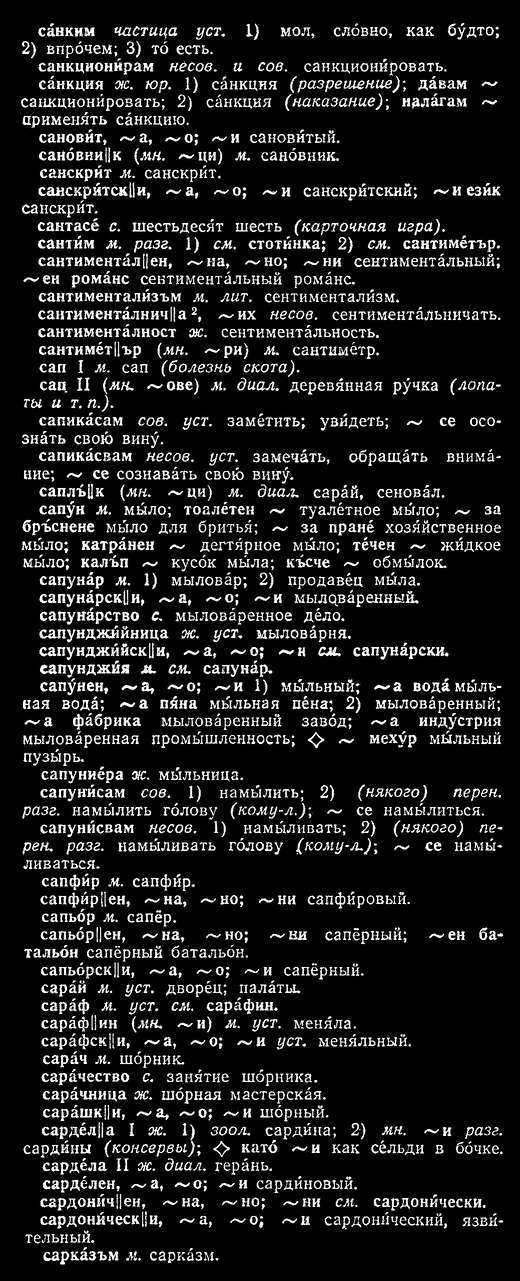 са́нким частица уст. 1) мол, сло́вно, как бу́дто;
2) впро́чем; 3) то́ есть.
санкциони́рам несов. и сов. санкциони́ровать.
са́нкция ж. юр. 1) са́нкция (разрешение); да́вам ~
санкциони́ровать; 2) са́нкция (наказание); нала́гам ~
применя́ть са́нкцию.
санови́т, ~а, ~о; ~и санови́тый.
сано́вни||к (мн. ~ци) м. сано́вник.
санскри́т м. санскри́т.
санскри́тск||и, ~а, ~о; ~и санскри́тский; ~и ези́к
санскри́т.
сантасе́ с. шестьдеся́т шесть (карточная игра).
санти́м м. разг. 1) см. стоти́нка; 2) см. сантиме́тър.
сантимента́л||ен, ~на, ~но; ~ни сентимента́льный;
~ен рома́нс сентимента́льный рома́нс.
сантиментали́зъм м. лит. сентиментали́зм.
сантимента́лнич||а², ~их несов. сентимента́льничать.
сантимента́лност ж. сентимента́льность.
сантиме́т||ър (мн. ~ри) м. сантиме́тр.
сап I м. сап (болезнь скота).
сап II (мн. ~ове) м. диал. деревя́нная ру́чка (лопа-
ты и т. п.).
сапика́сам сов. уст. заме́тить; уви́деть; ~ се осо-
зна́ть свою́ вину́.
сапика́свам несов. уст. замеча́ть, обраща́ть внима́-
ние; ~ се сознава́ть свою́ вину́.
саплъ́||к (мн. ~ци) м. диал. сара́й, сенова́л.
сапу́н м. мы́ло; тоале́тен ~ туале́тное мы́ло; ~ за
бръ́снене мы́ло для бритья́; ~ за пране́ хозя́йственное
мы́ло; катра́нен ~ дегтя́рное мы́ло; те́чен ~ жи́дкое
мы́ло; калъ́п ~ кусо́к мы́ла; къ́сче ~ обмы́лок.
сапуна́р м. 1) мылова́р; 2) продаве́ц мы́ла.
сапуна́рск||и, ~а, ~о; ~и мылова́ренный.
сапуна́рство с. мылова́ренное де́ло.
сапунджи́йница ж. уст. мылова́рня.
сапунджи́йск||и, ~а, ~о; ~и см. сапуна́рски.
сапунджи́я м. см. сапуна́р.
сапу́нен, ~а, ~о; ~и 1) мы́льный; ~а вода́ мы́ль-
ная вода́; ~а пя́на мы́льная пе́на; 2) мылова́ренный;
~а фа́брика мылова́ренный заво́д; ~а инду́стрия
мылова́ренная промы́шленность; ◇ ~ меху́р мы́льный
пузы́рь.
сапуние́ра ж. мы́льница.
сапуни́сам сов. 1) намы́лить; 2) (някого) перен.
разг. намы́лить го́лову (кому-л.); ~ се намы́литься.
сапуни́свам несов. 1) намы́ливать; 2) (някого) пе-
рен. разг. намы́ливать го́лову (кому-л.); ~ се намы́-
ливаться.
сапфи́р м. сапфи́р.
сапфи́р||ен, ~на, ~но; ~ни сапфи́ровый.
сапьо́р м. сапёр.
сапьо́р||ен, ~на, ~но; ~ни сапёрный; ~ен ба-
тальо́н сапёрный батальо́н.
сапьо́рск||и, ~а, ~о; ~и сапёрный.
сара́й м. уст. дворе́ц; пала́ты.
сара́ф м. уст. см. сара́фин.
сара́ф||ин (мн. ~и) м. уст. меня́ла.
сара́фск||и, ~а, ~о; ~и уст. меня́льный.
сара́ч м. шо́рник.
сара́чество с. заня́тие шо́рника.
сара́чница ж. шо́рная мастерска́я.
сара́шк||и, ~а, ~о; ~и шо́рный.
сарде́л||а I ж. 1) зоол. сарди́на; 2) мн. ~и разг.
сарди́ны (консервы); ◇ като́ ~и как се́льди в бо́чке.
сарде́ла II ж. диал. гера́нь.
сарде́лен, ~а, ~о; ~и сарди́новый.
сардони́ч||ен, ~на, ~но; ~ни см. сардони́чески.
сардони́ческ||и, ~а, ~о; ~и сардони́ческий, язви́-
тельный.
сарка́зъм м. сарка́зм.